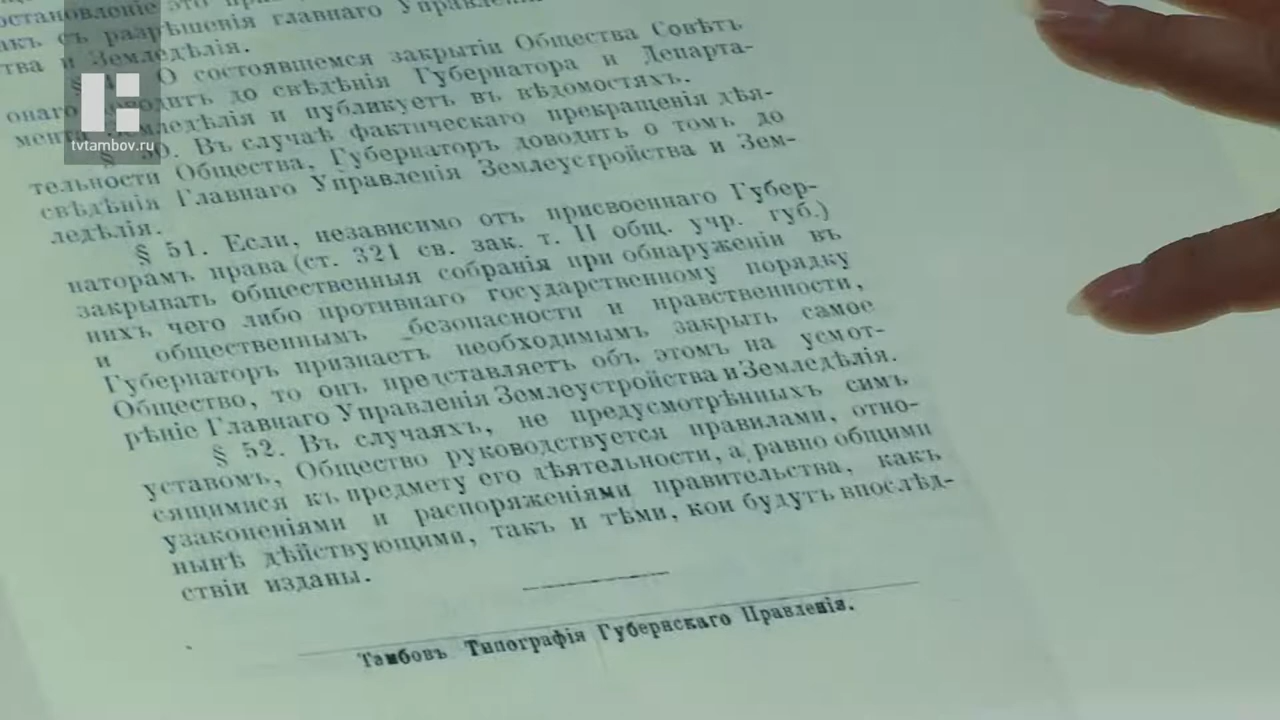 становленіе это
акъ съ разрѣшенія главнаго Управлені
тва и Земледѣлія.
О состоявшемся закрытіи Общества Совѣтъ
онаго доводитъ до свѣдѣнія Губернатора и Департа-
мента Земледѣлія и публикуетъ въ вѣдомостяхъ.
§ 50. Въ случаѣ фактическаго прекращенія дѣя-
тельности Общества, Губернаторъ доводитъ о томъ до
свѣдѣнія Главнаго Управленія Землеустройства и Зем-
ледѣлія.
§ 51. Если, независимо отъ присвоеннаго Губер-
наторамъ права (ст. 321 св. зак. т. II общ. учр. губ.)
закрывать общественныя собранія при обнаруженіи въ
нихъ чего либо противнаго государственному порядку
и общественнымъ безопасности и нравственности,
Губернаторъ признаетъ необходимымъ закрыть самое
Общество, то онъ представляетъ объ этомъ на усмот-
рѣніе Главнаго Управленія Землеустройства и Земледѣлія.
§ 52. Въ случаяхъ, не предусмотрѣнныхъ симъ
уставомъ, Общество руководствуется правилами, отно-
сящимися къ предмету его дѣятельности, а равно общими
узаконеніями и распоряженіями правительства, какъ
нынѣ дѣйствующими, такъ и тѣми, кои будутъ впослѣд-
ствіи изданы.
Тамбовъ Типографія Губернскаго Правленія.
tvtambov.ru